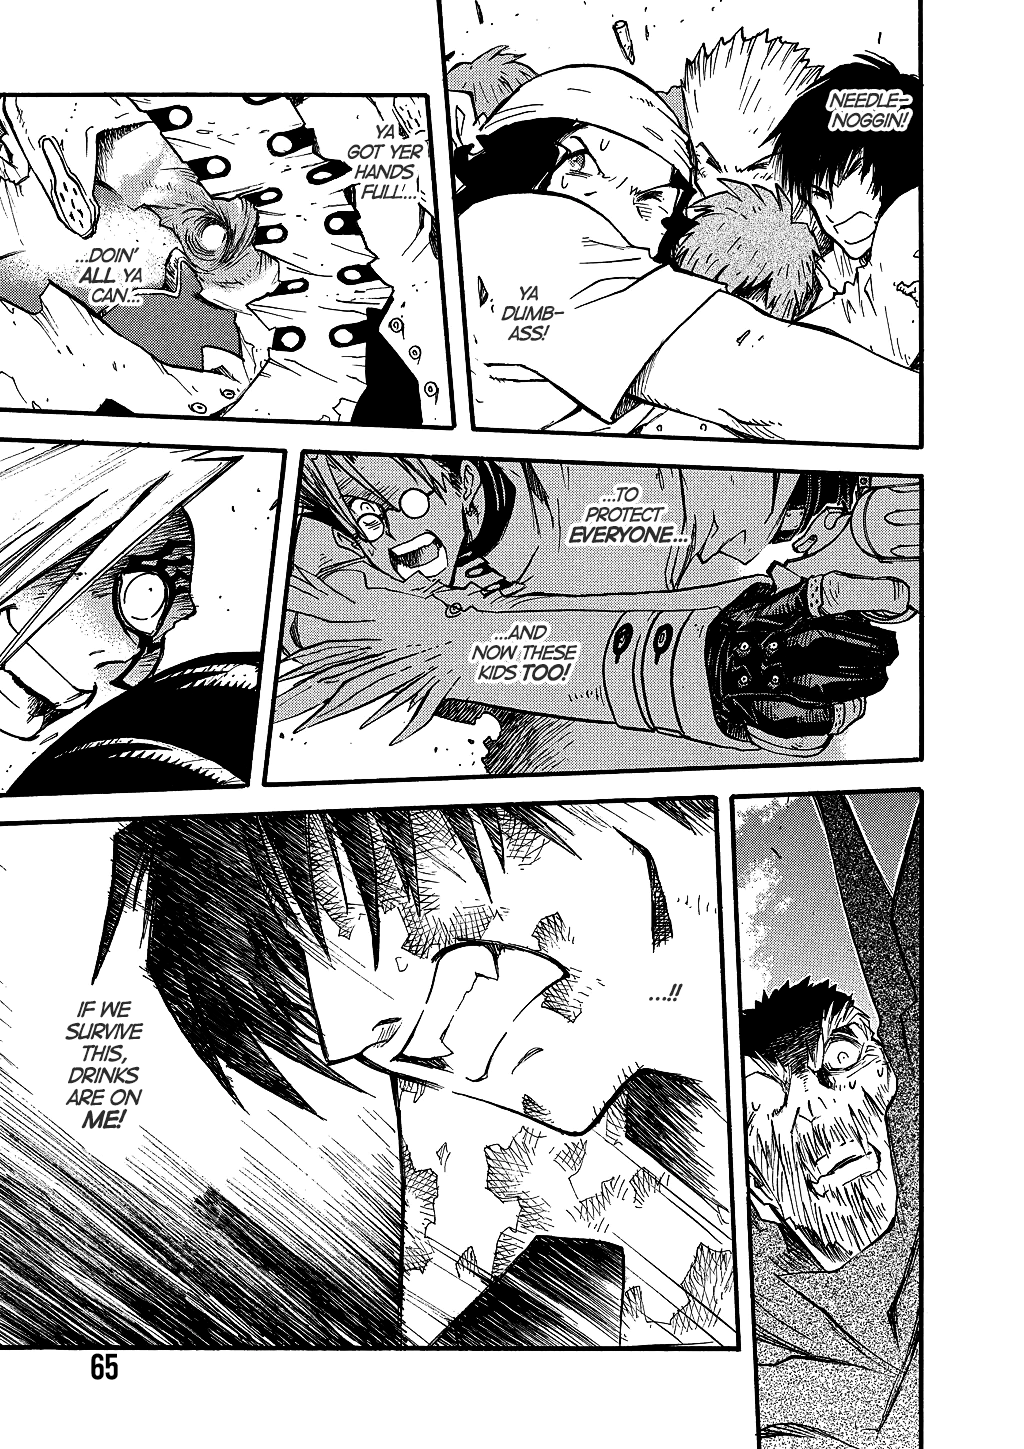 NEEDLE-
NOGGIN!
YA
DUMB-
ASS!
YA
GOT YER
HANDS
FULL...
...DOIN'
ALL YA
CAN...
...TO
PROTECT
EVERYONE...
...AND
NOW THESE
KIDS TOO!
...!!
IF WE
SURVIVE
THIS,
DRINKS
ARE ON
ME!
65